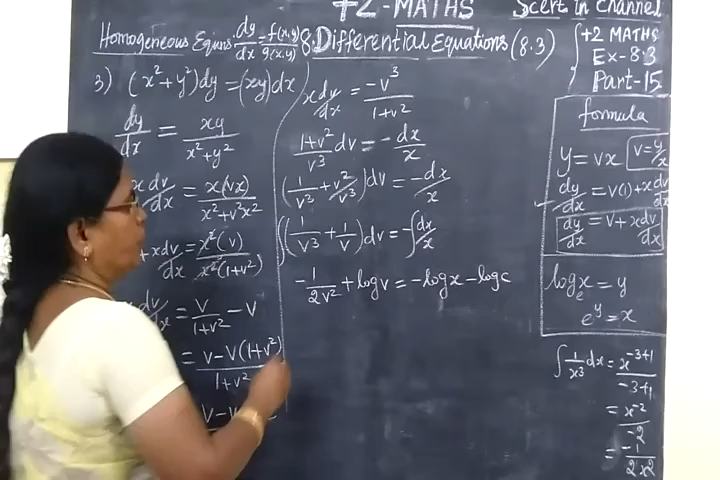 +2 - MATHS
Scert in channel
Homogeneous Equns: dy/dx = f(x,y)/g(x,y)
8. Differential Equations (8.3)
+2 MATHS
Ex-8.3
Part-15
3) (x²+y²)dy = (xy)dx
dy/dx = xy/(x²+y²)
x dv/dx = x(vx)/(x²+v²x²)
+ x dv/dx = x²(v)/(x²(1+v²))
dv/dx = v/(1+v²) - v
= (v-v(1+v²))/(1+v²)
v-v
x dv/dx = -v³/(1+v²)
(1+v²)/v³ dv = -dx/x
(1/v³ + v²/v³)dv = -dx/x
∫(1/v³ + 1/v)dv = -∫dx/x
-1/(2v²) + log v = -log x - log c
formula
y = vx
v = y/x
dy/dx = v(1) + x dv/dx
dy/dx = v + x dv/dx
logₑx = y
e^y = x
∫1/x³ dx = x^(-3+1)/(-3+1)
= x^(-2)/(-2)
= -1/(2x²)